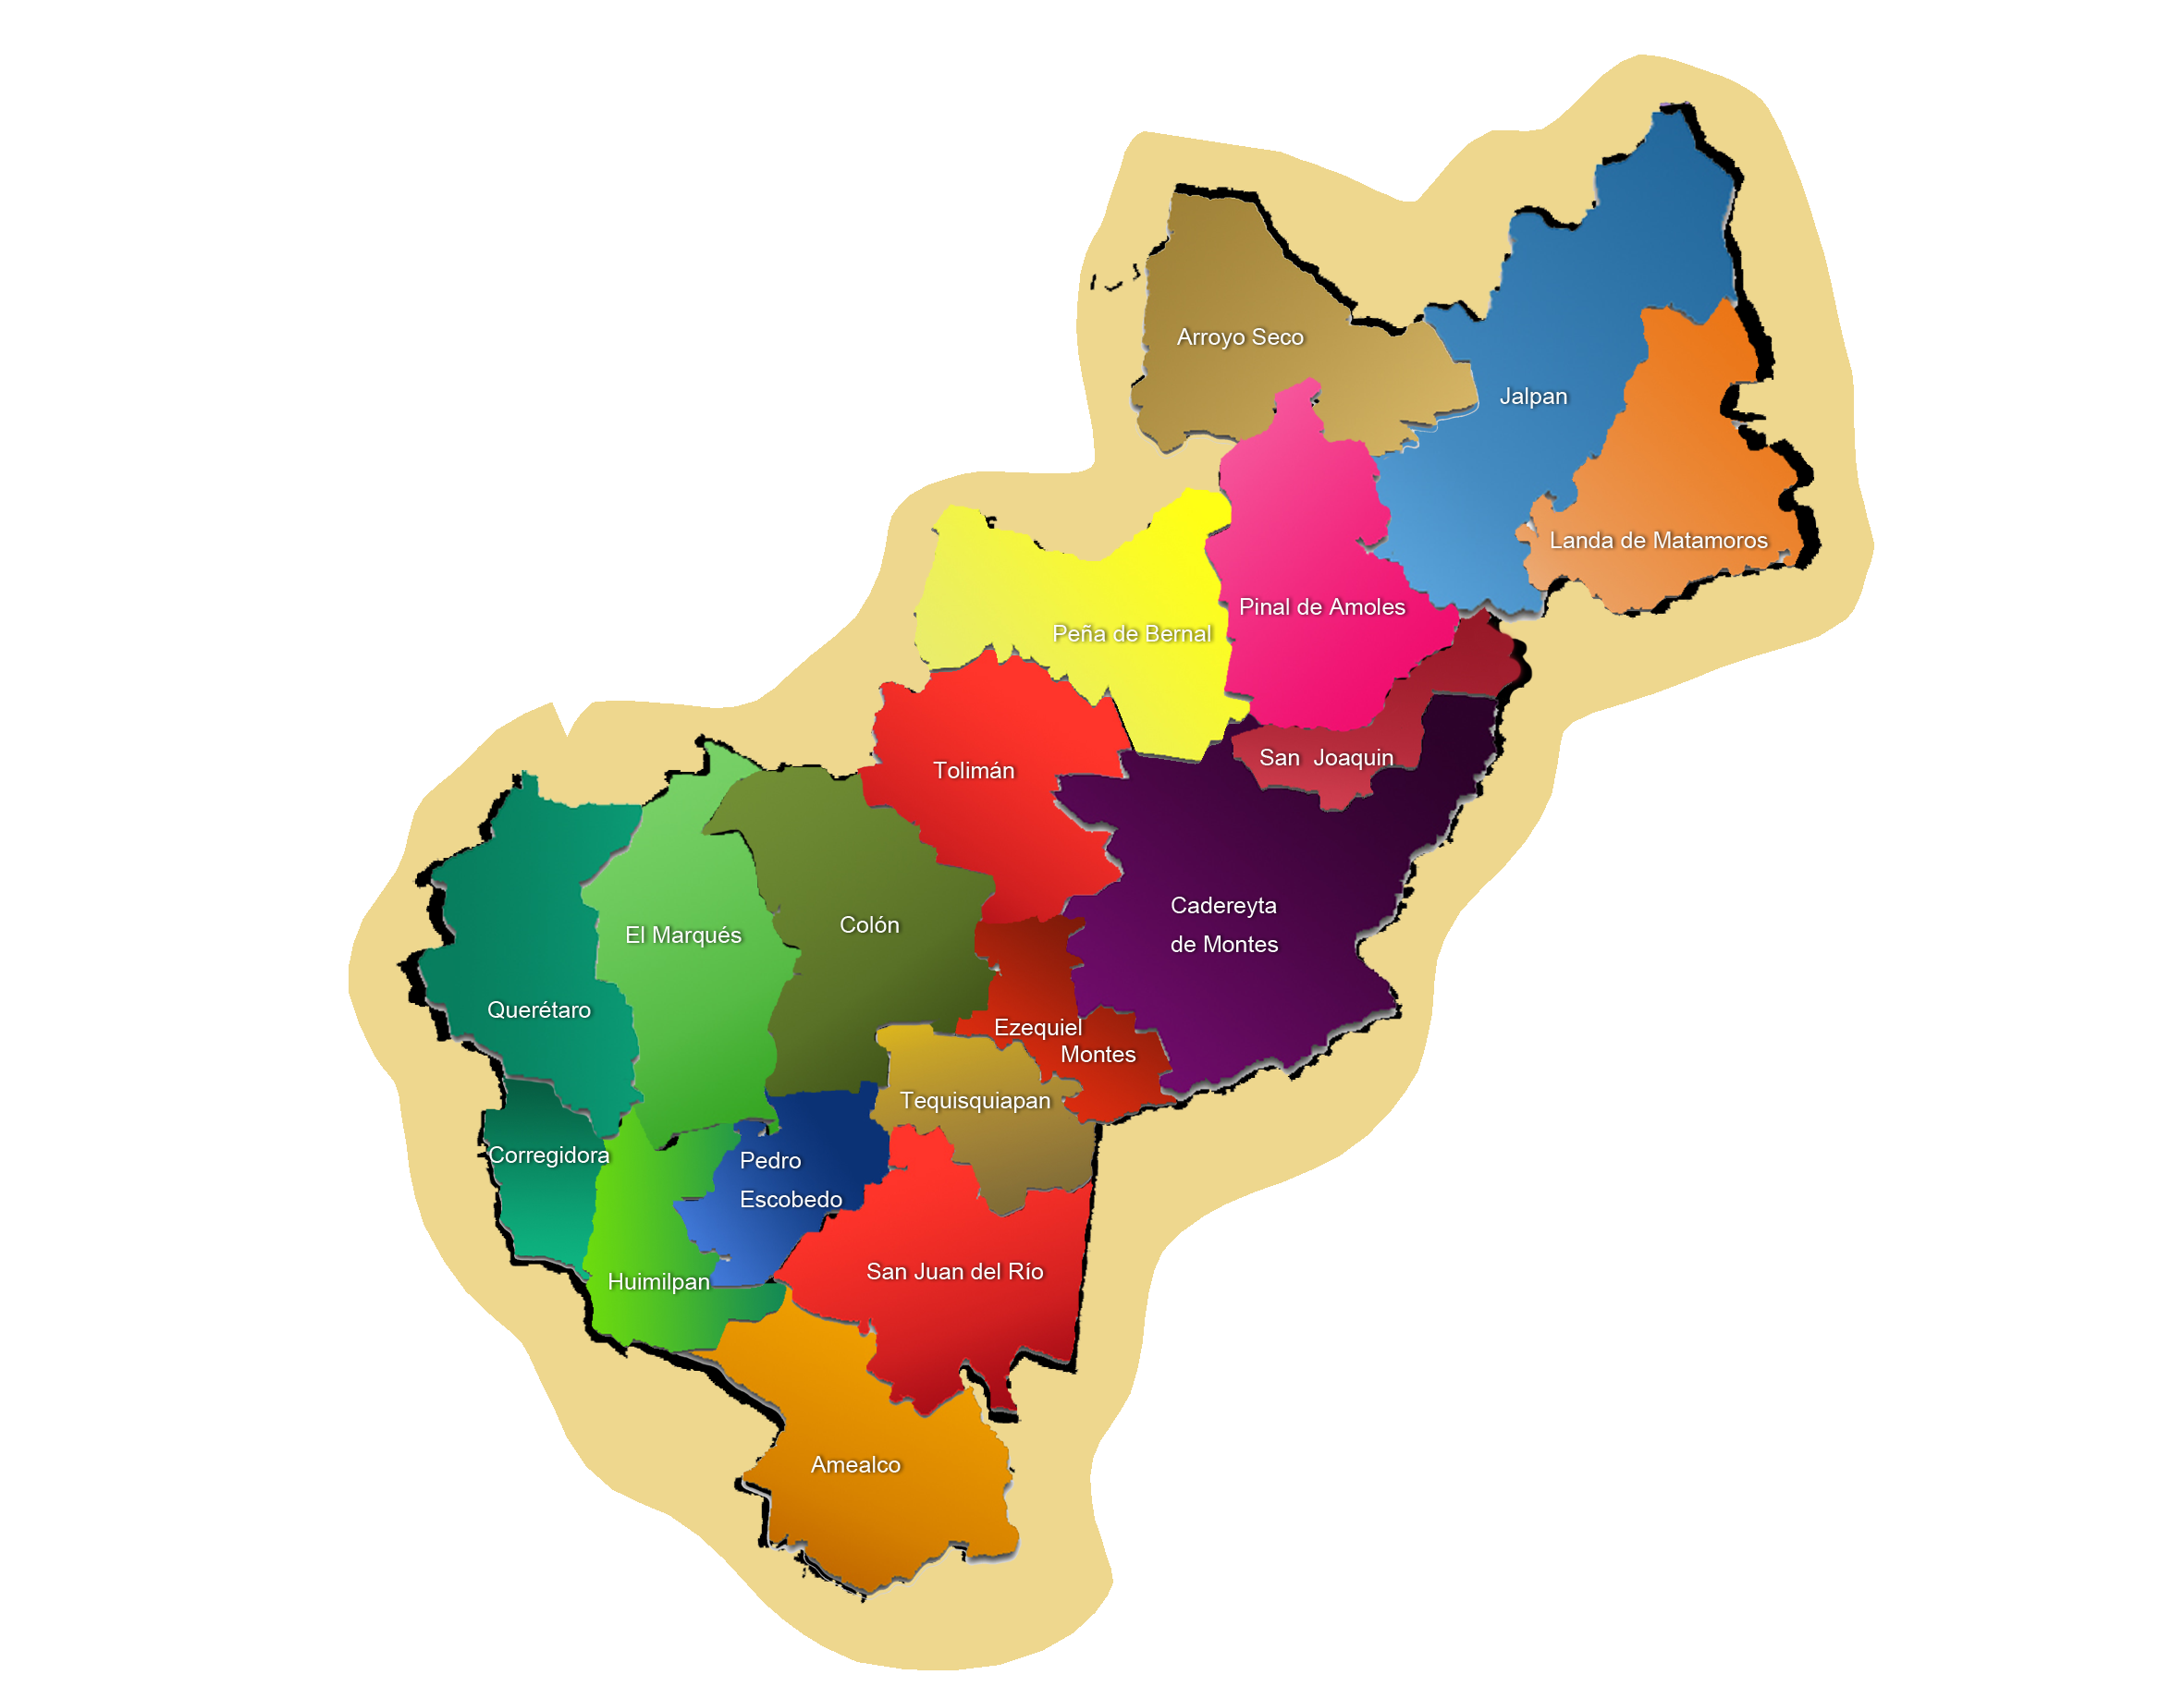 Arroyo Seco
Jalpan
Landa de Matamoros
Pinal de Amoles
Peña de Bernal
San Joaquin
Tolimán
Cadereyta
de Montes
Colón
El Marqués
Querétaro
Ezequiel
Montes
Tequisquiapan
Corregidora
Pedro
Escobedo
San Juan del Río
Huimilpan
Amealco